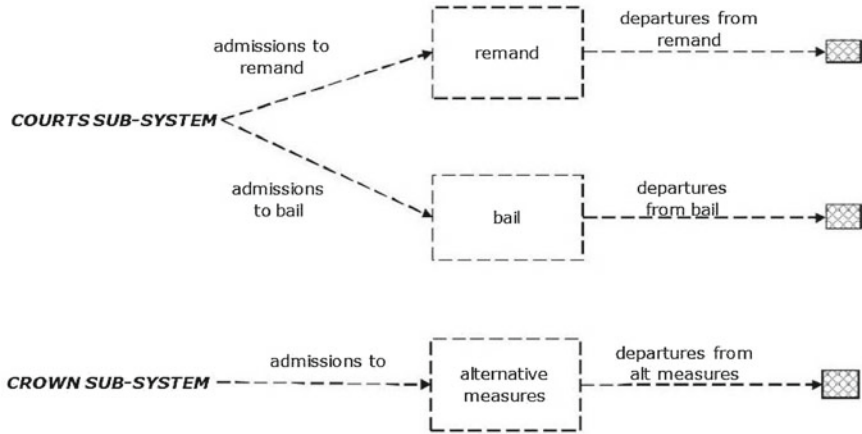 admissions to
remand
remand
departures from
remand
COURTS SUB-SYSTEM
admissions
to bail
bail
departures
from bail
CROWN SUB-SYSTEM
admissions to
alternative
measures
departures from
alt measures